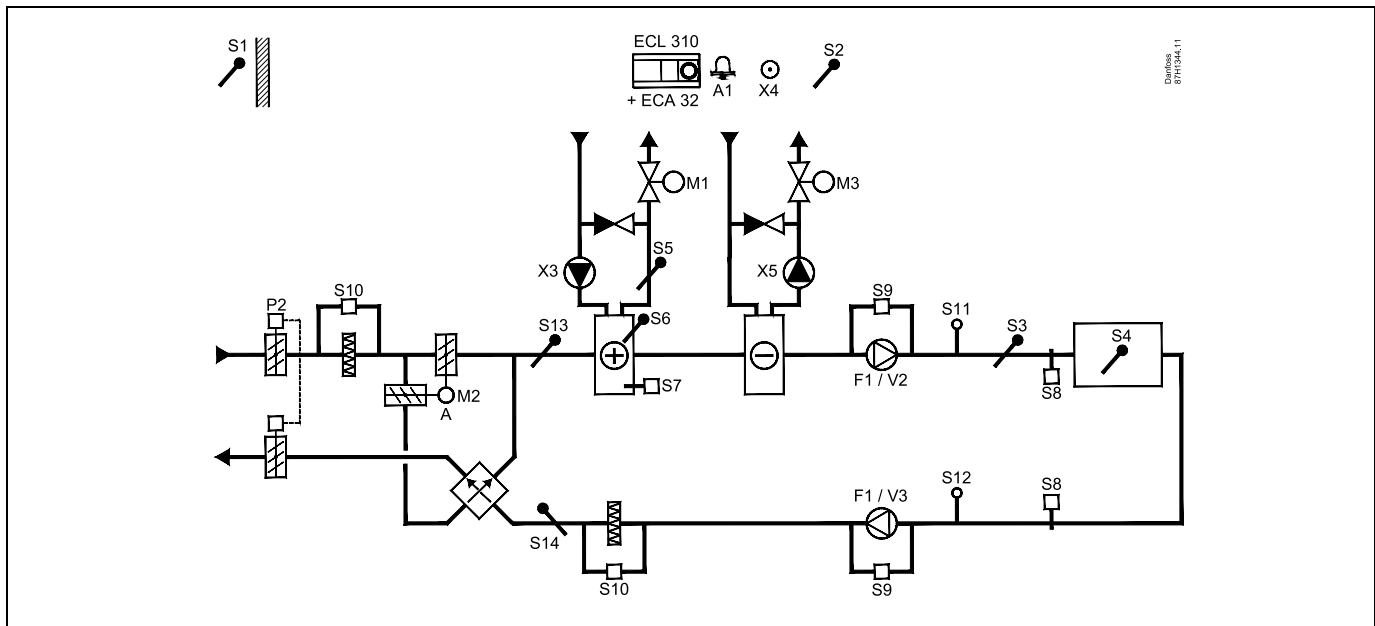 S1
ECL 310
+ ECA 32
A1
X4
S2
Danfoss
87H1344.11
M1
M3
S5
X3
X5
P2
S10
S13
S6
S9
S11
S3
S4
M2
A
S7
F1 / V2
S8
S14
S10
F1 / V3
S12
S8
S9